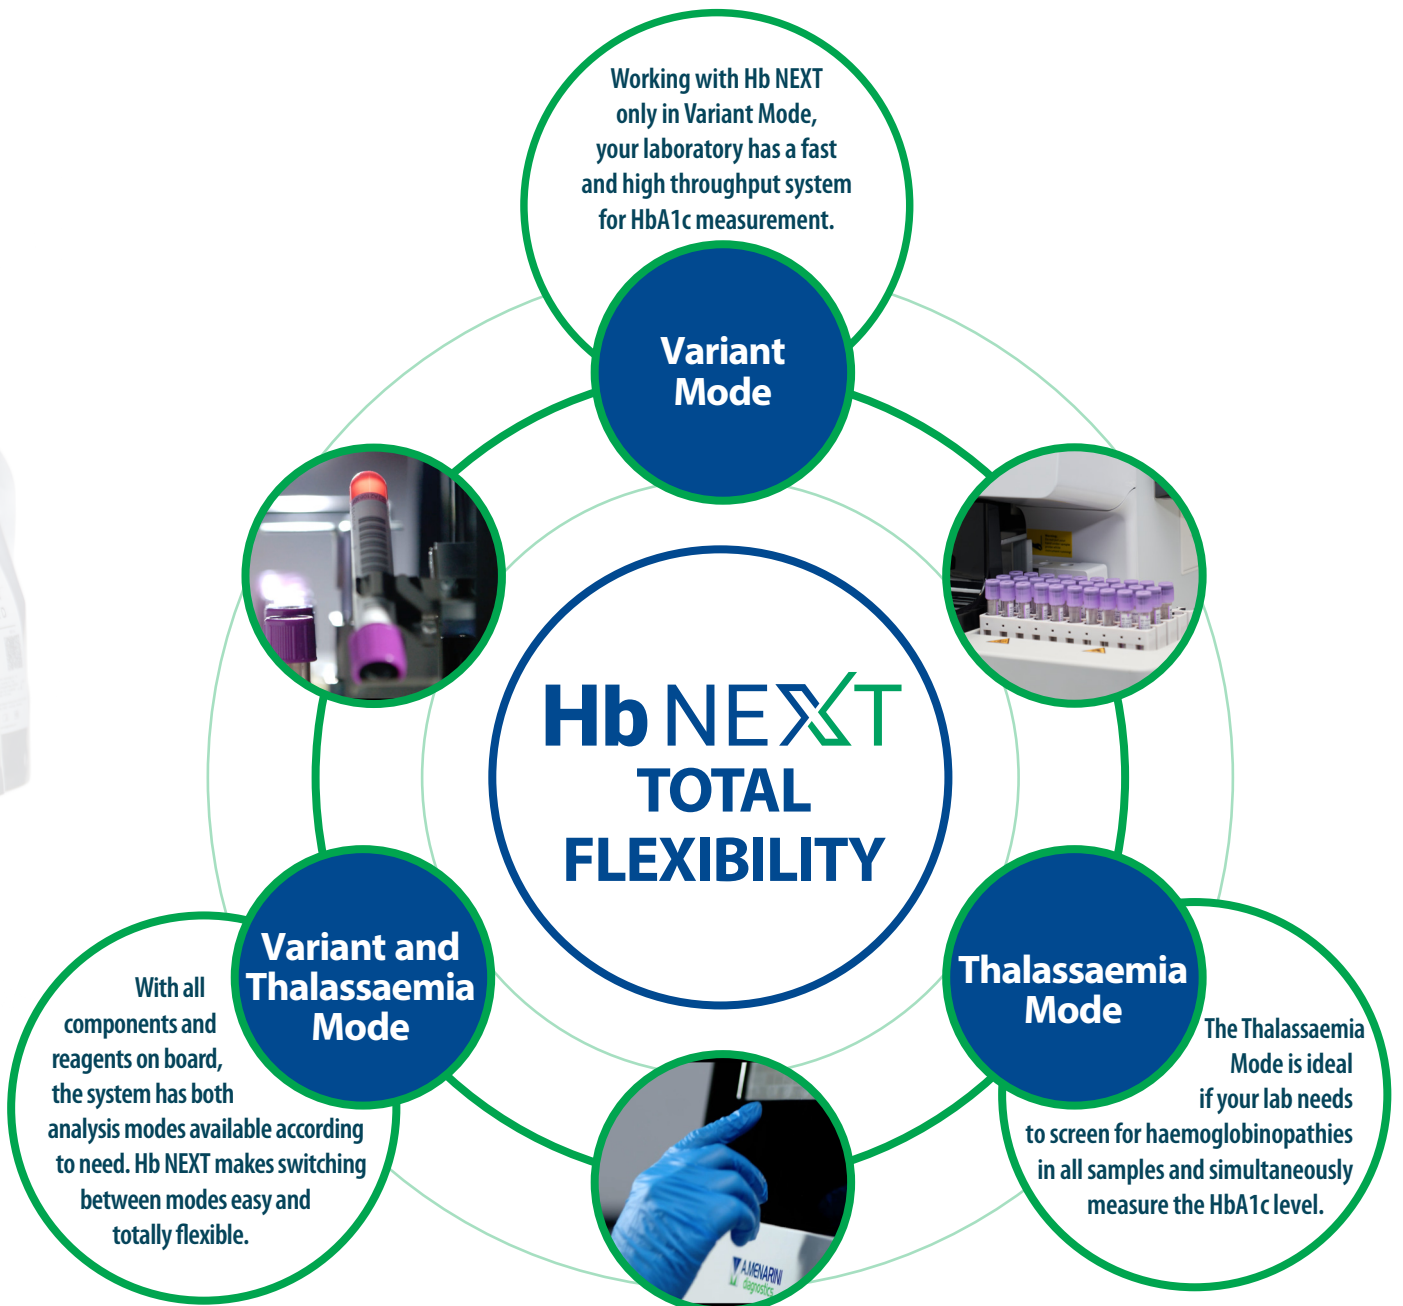 Working with Hb NEXT
only in Variant Mode,
your laboratory has a fast
and high throughput system
for HbA1c measurement.
Variant
Mode
Hb NEXT
TOTAL
FLEXIBILITY
Variant and
Thalassaemia
Mode
With all
components and
reagents on board,
the system has both
analysis modes available according
to need. Hb NEXT makes switching
between modes easy and
totally flexible.
Thalassaemia
Mode
The Thalassaemia
Mode is ideal
if your lab needs
to screen for haemoglobinopathies
in all samples and simultaneously
measure the HbA1c level.
A.MENARINI
diagnostics